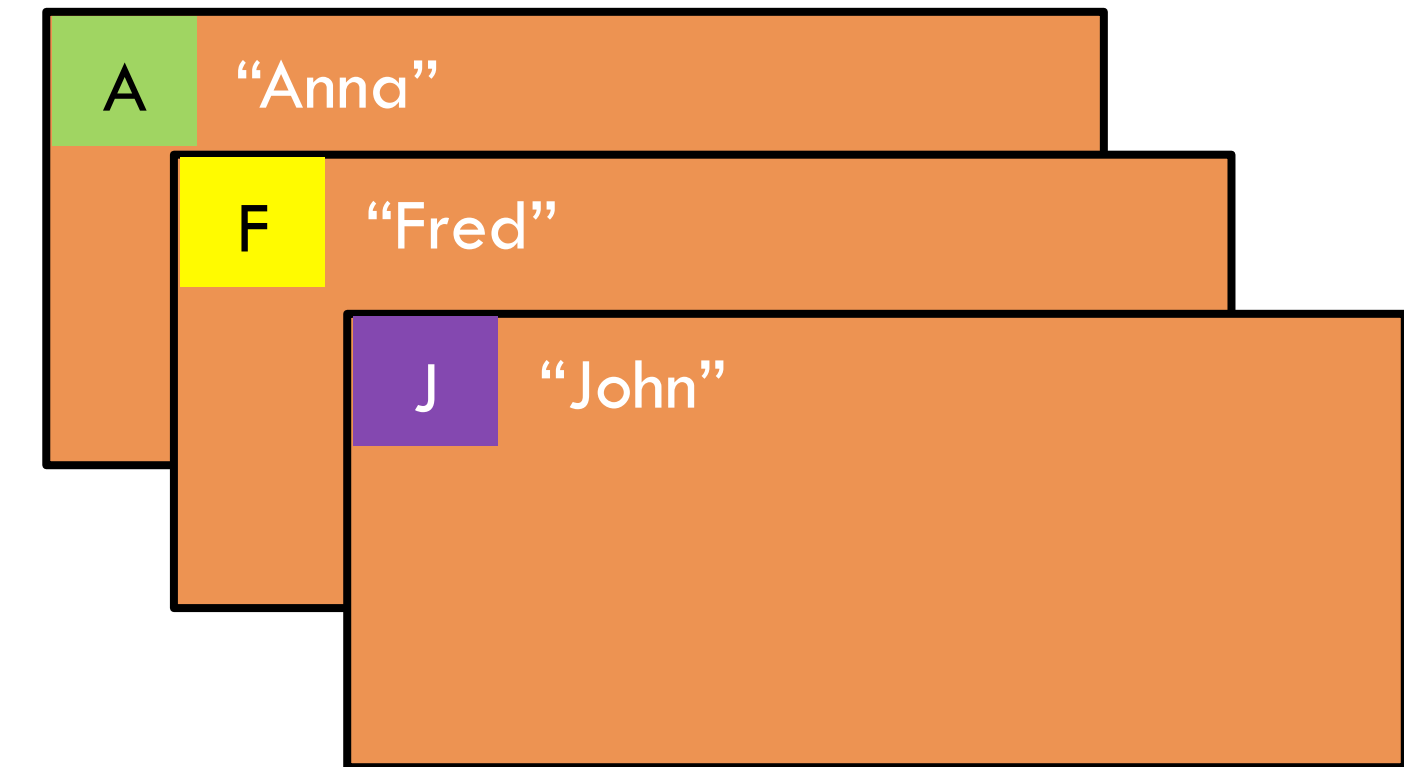 A “Anna”
F “Fred”
J “John”